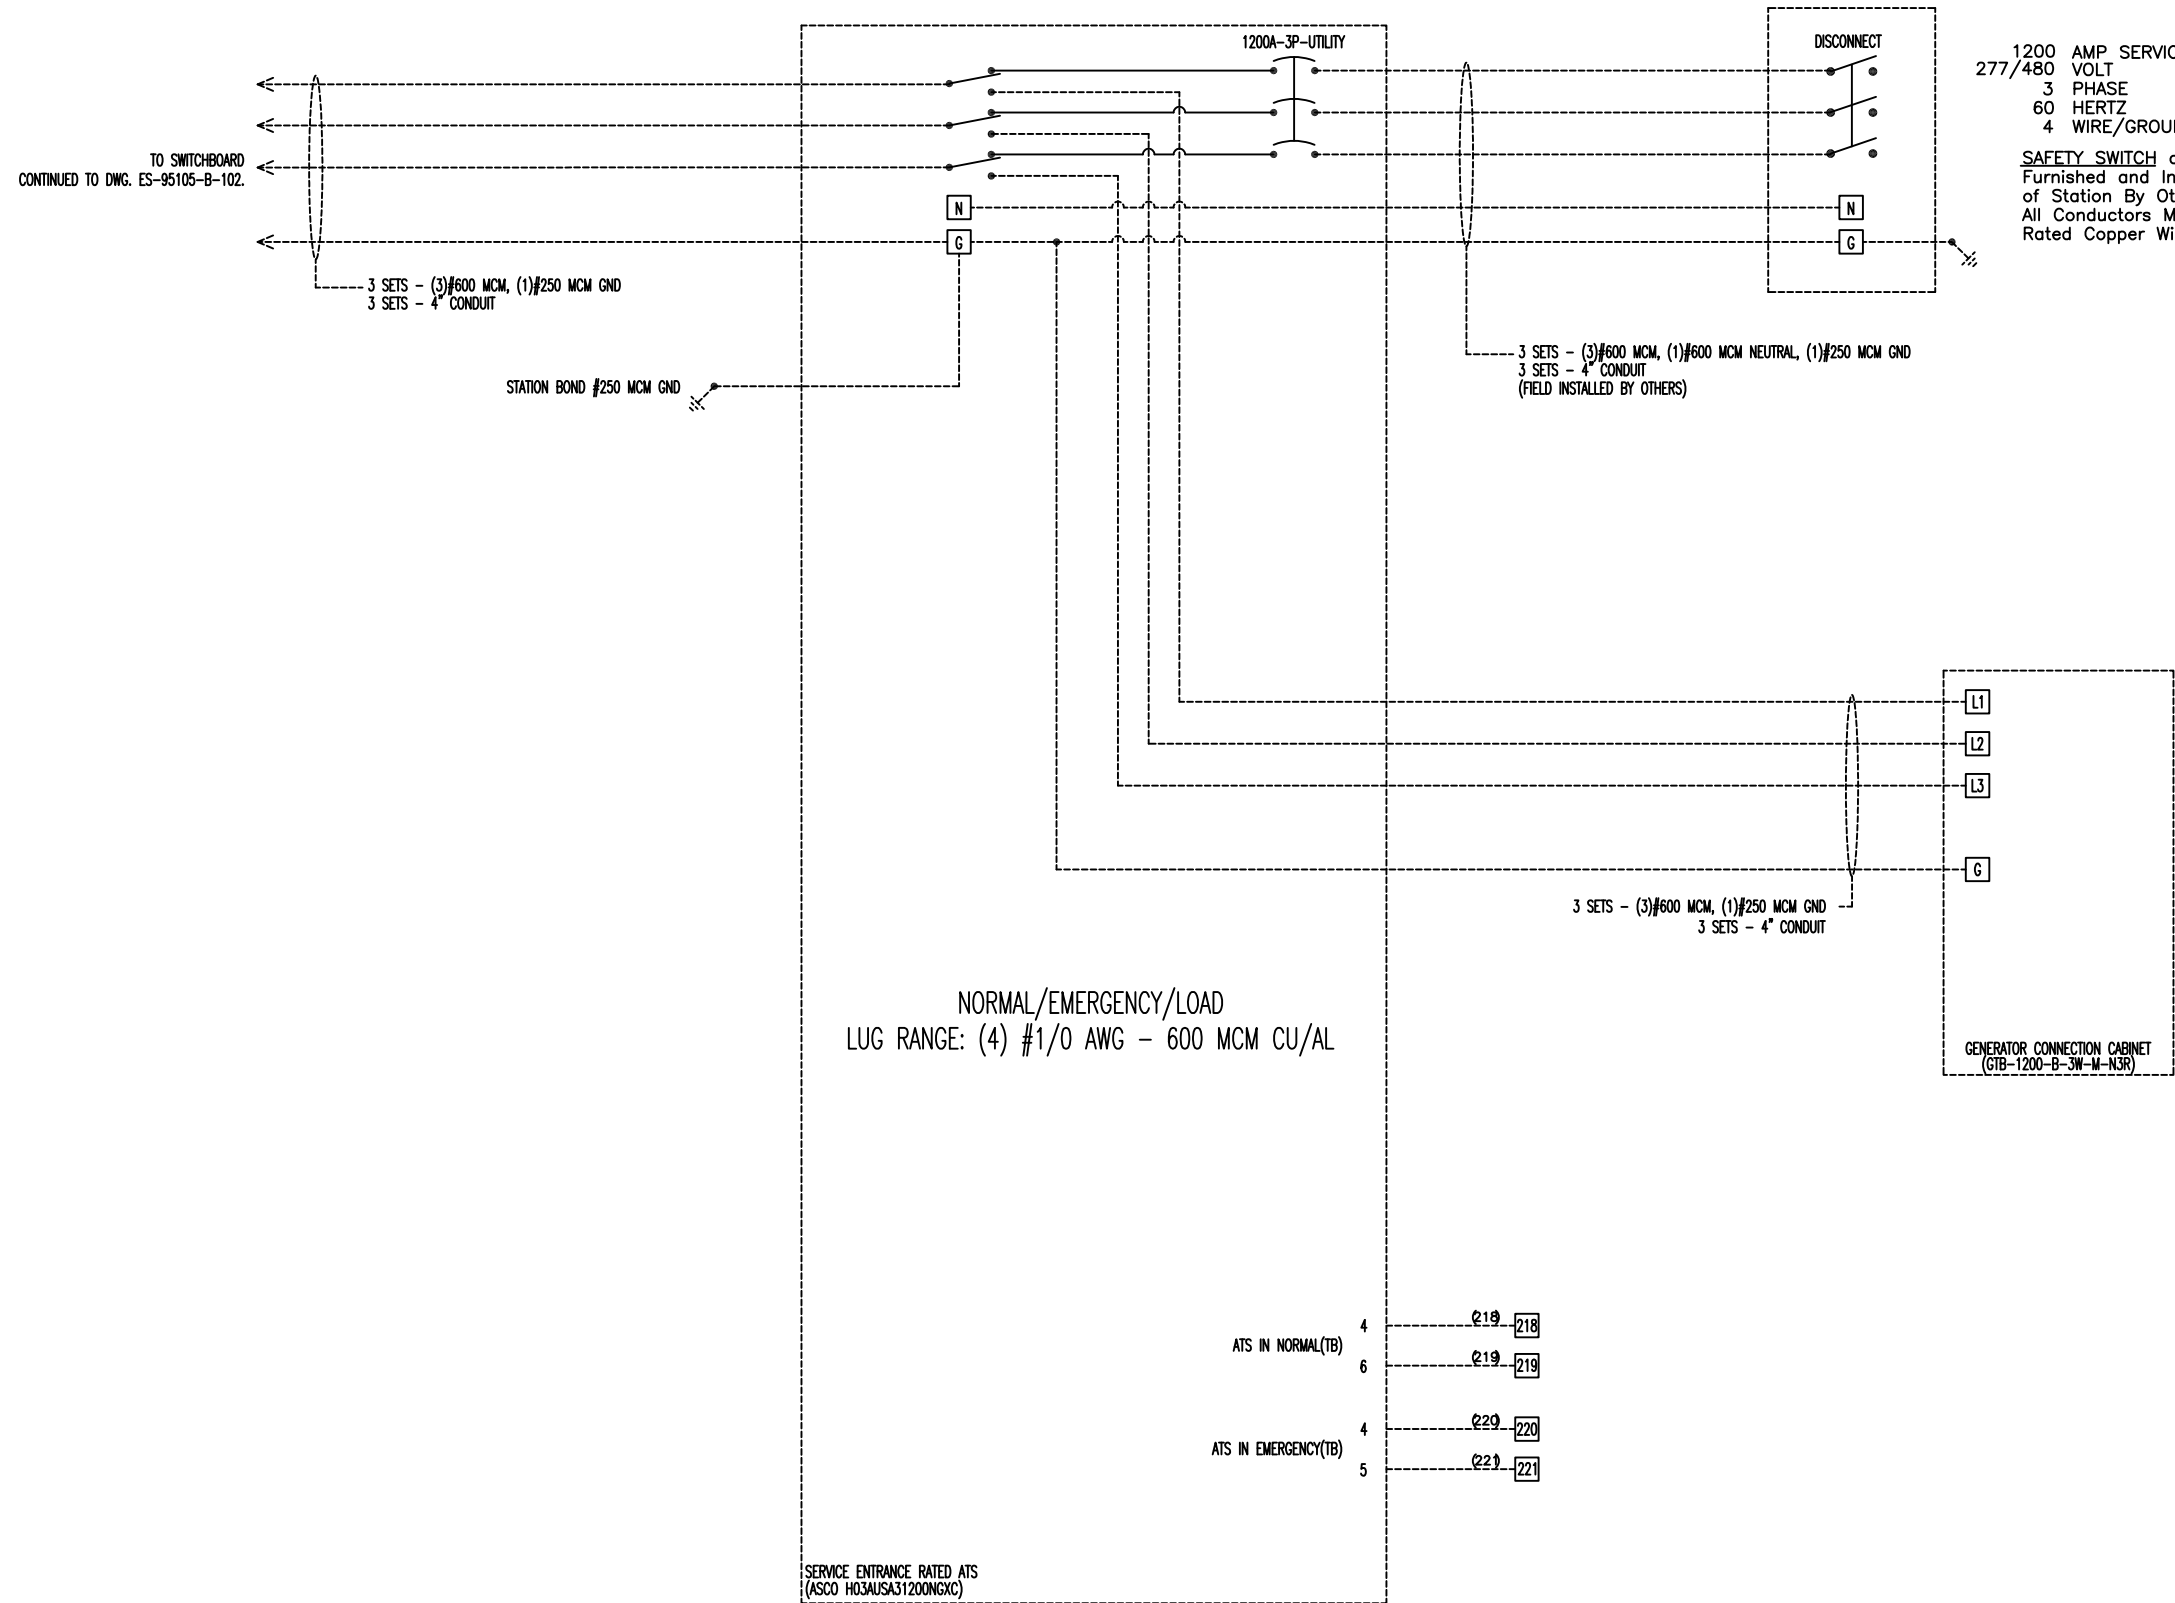 1200A-3P-UTILITY
DISCONNECT
1200 AMP
277/480 VOLT
3 PHASE
60 HERTZ
4
SAFETY SWITCH
Furnished and
of Station By
All Conductors
Rated Copper
TO SWITCHBOARD
CONTINUED TO DWG. ES-95105-B-102.
N
N
G
G
3 SETS - (3)#600 MCM, (1)#250 MCM GND
3 SETS - 4" CONDUIT
3 SETS - (3)#600 MCM, (1)#600 MCM NEUTRAL, (1)#250 MCM GND
3 SETS - 4" CONDUIT
(FIELD INSTALLED BY OTHERS)
STATION BOND #250 MCM GND
L1
L2
L3
G
3 SETS - (3)#600 MCM, (1)#250 MCM GND
3 SETS - 4" CONDUIT
NORMAL/EMERGENCY/LOAD
LUG RANGE: (4) #1/0 AWG - 600 MCM CU/AL
GENERATOR CONNECTION CABINET
(GTB-1200-B-3W-M-N3R)
4 (218) 218
ATS IN NORMAL(TB)
6 (219) 219
4 (220) 220
ATS IN EMERGENCY(TB)
5 (221) 221
SERVICE ENTRANCE RATED ATS
(ASCO H03AUSA31200NGXC)